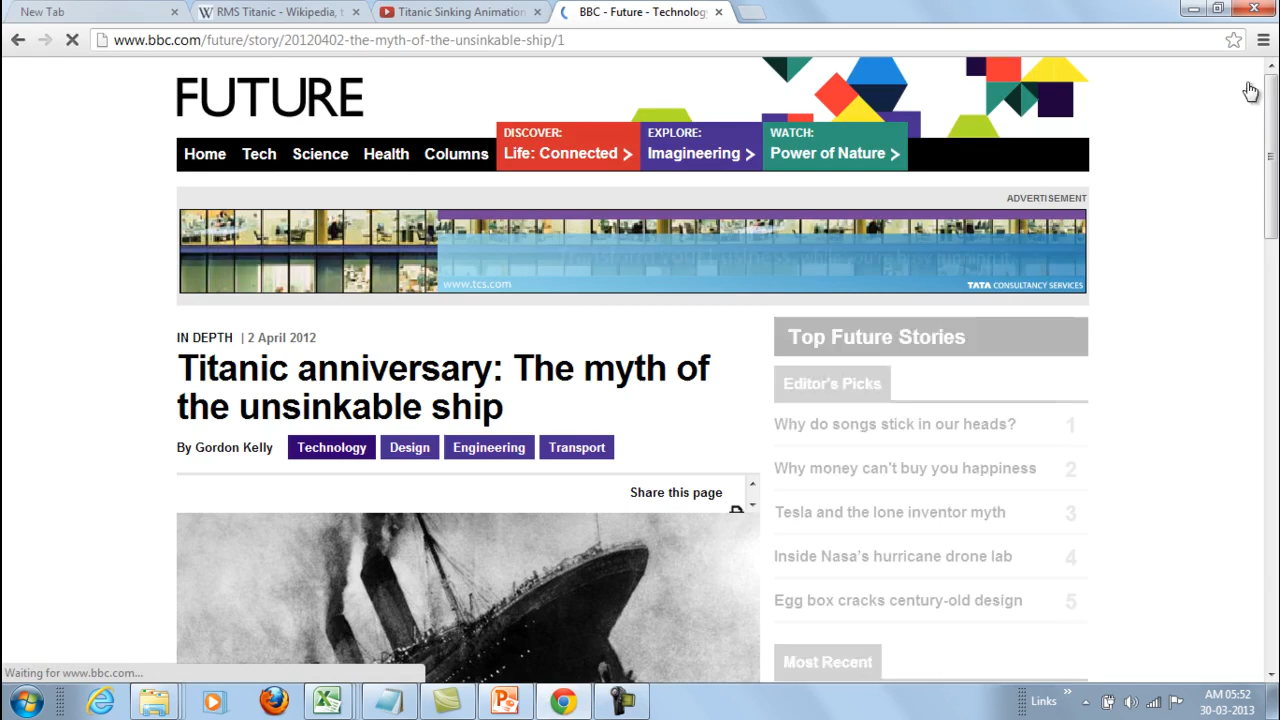 New Tab
RMS Titanic - Wikipedia, t
Titanic Sinking Animation
BBC - Future - Technology
www.bbc.com/future/story/20120402-the-myth-of-the-unsinkable-ship/1
FUTURE
Home
Tech
Science
Health
Columns
DISCOVER:
Life: Connected >
EXPLORE:
Imagineering >
WATCH:
Power of Nature >
ADVERTISEMENT
www.tcs.com
TATA CONSULTANCY SERVICES
IN DEPTH | 2 April 2012
Titanic anniversary: The myth of
the unsinkable ship
By Gordon Kelly
Technology
Design
Engineering
Transport
Share this page
Top Future Stories
Editor's Picks
Why do songs stick in our heads? 1
Why money can't buy you happiness 2
Tesla and the lone inventor myth 3
Inside Nasa's hurricane drone lab 4
Egg box cracks century-old design 5
Most Recent
Waiting for www.bbc.com...
Links
AM 05:52
30-03-2013